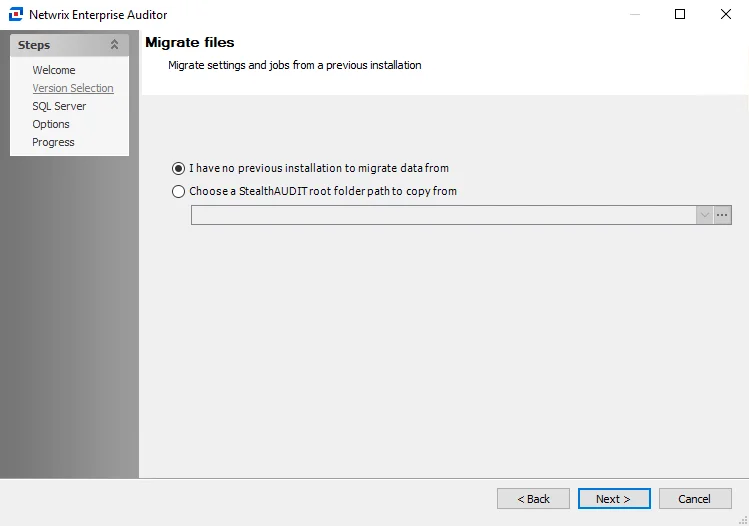 Netwrix Enterprise Auditor
Steps
Welcome
Version Selection
SQL Server
Options
Progress
Migrate files
Migrate settings and jobs from a previous installation
I have no previous installation to migrate data from
Choose a StealthAUDIT root folder path to copy from
...
< Back
Next >
Cancel